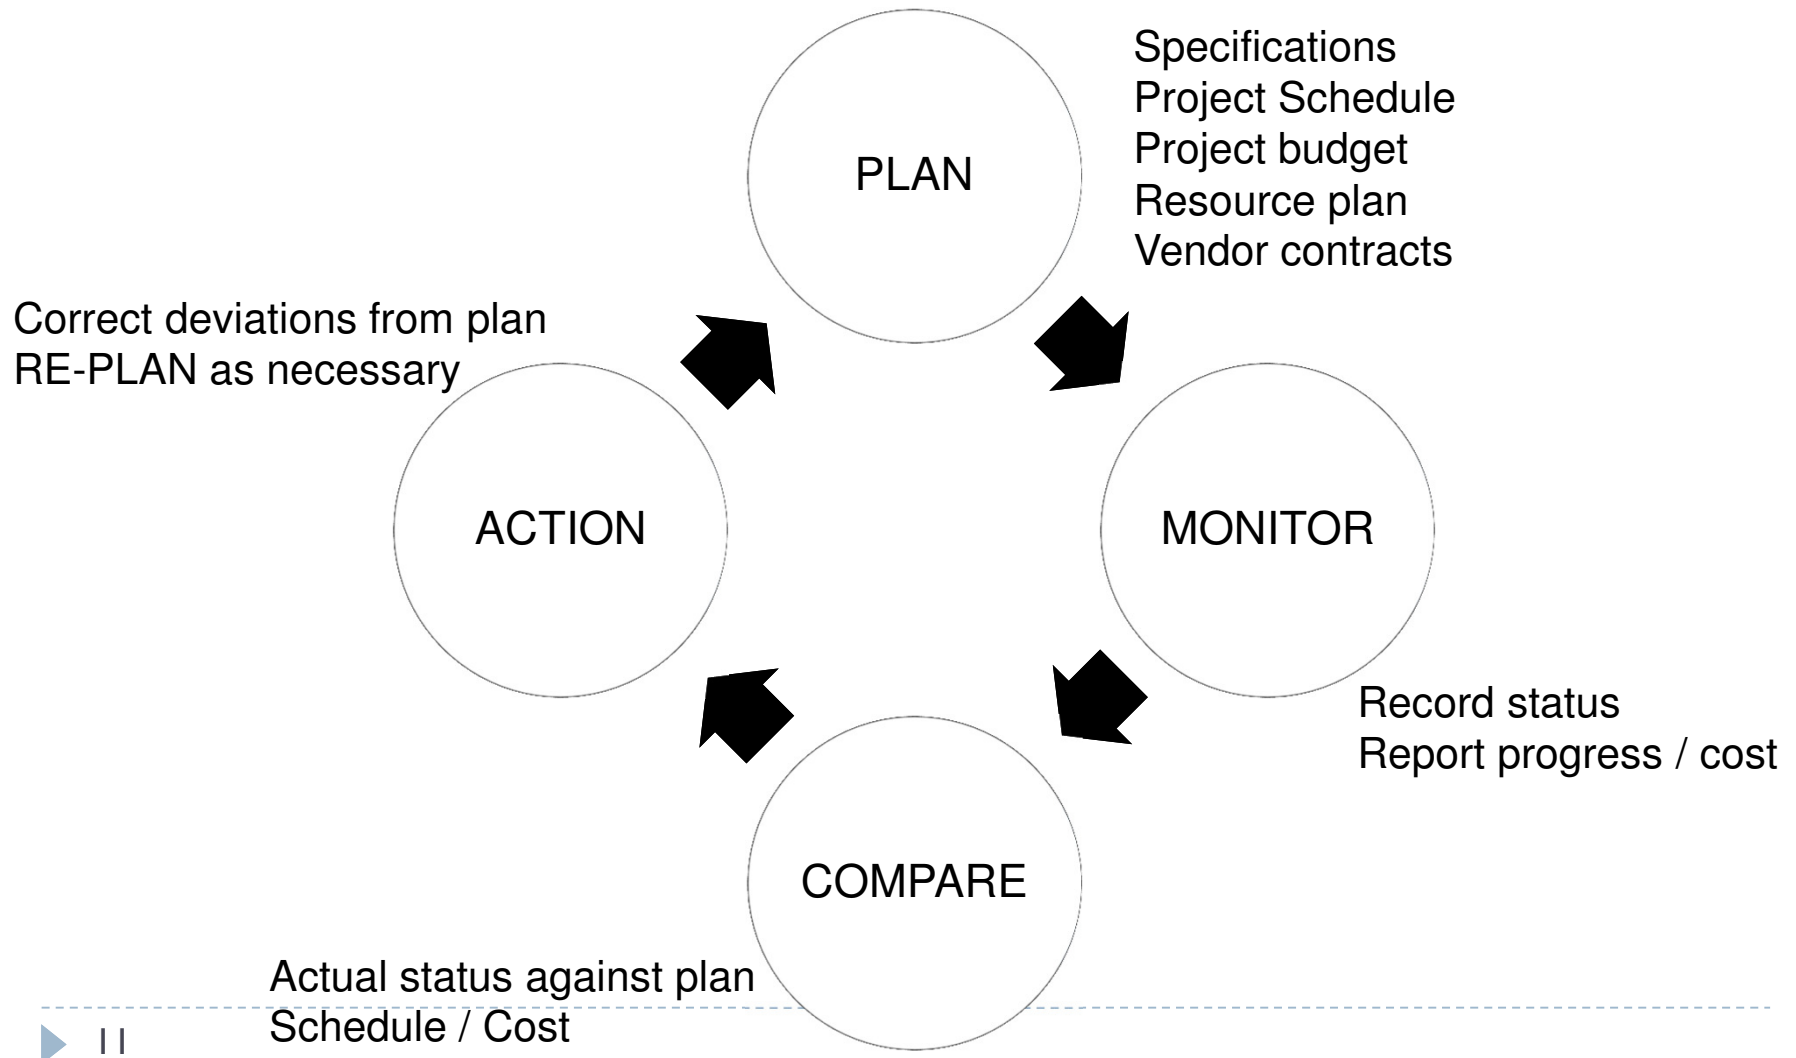 PLAN
Specifications
Project Schedule
Project budget
Resource plan
Vendor contracts
Correct deviations from plan
RE-PLAN as necessary
ACTION
MONITOR
Record status
Report progress / cost
COMPARE
Actual status against plan
Schedule / Cost
11